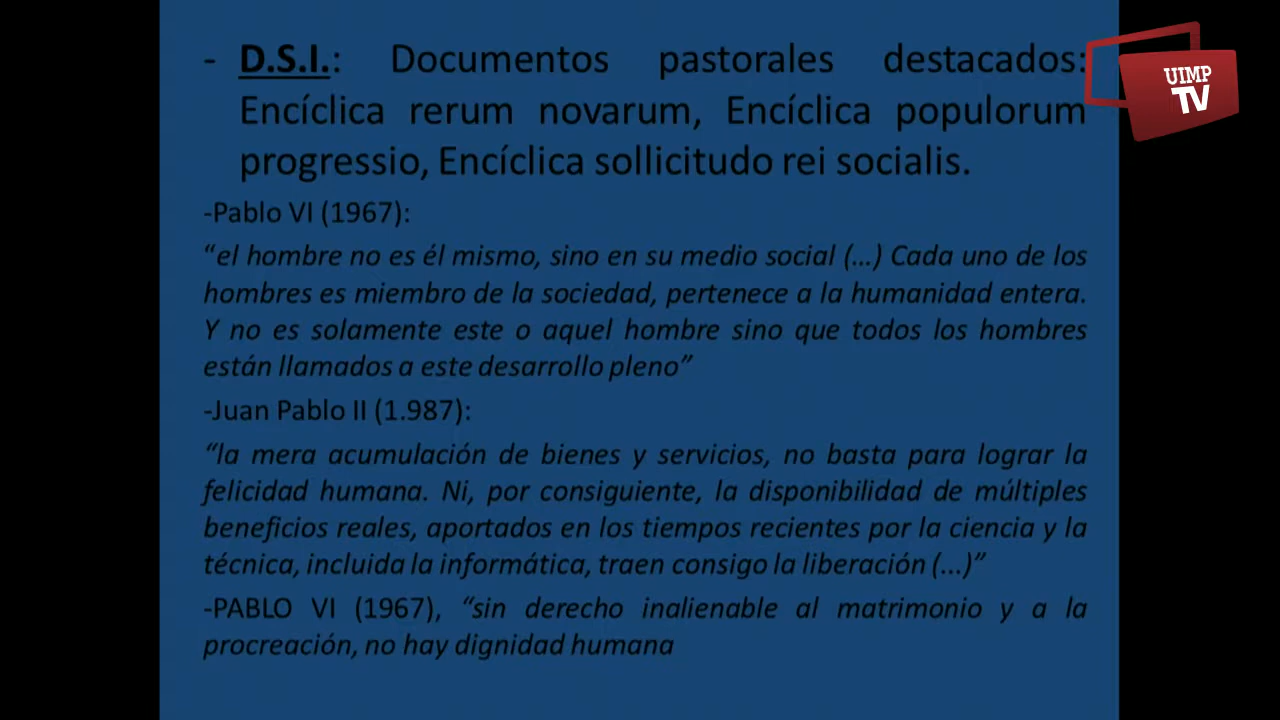 - D.S.I.: Documentos pastorales destacados:
Encíclica rerum novarum, Encíclica populorum
progressio, Encíclica sollicitudo rei socialis.
-Pablo VI (1967):
“el hombre no es él mismo, sino en su medio social (…) Cada uno de los
hombres es miembro de la sociedad, pertenece a la humanidad entera.
Y no es solamente este o aquel hombre sino que todos los hombres
están llamados a este desarrollo pleno”
-Juan Pablo II (1.987):
“la mera acumulación de bienes y servicios, no basta para lograr la
felicidad humana. Ni, por consiguiente, la disponibilidad de múltiples
beneficios reales, aportados en los tiempos recientes por la ciencia y la
técnica, incluida la informática, traen consigo la liberación (...)”
-PABLO VI (1967), “sin derecho inalienable al matrimonio y a la
procreación, no hay dignidad humana
UIMP
TV